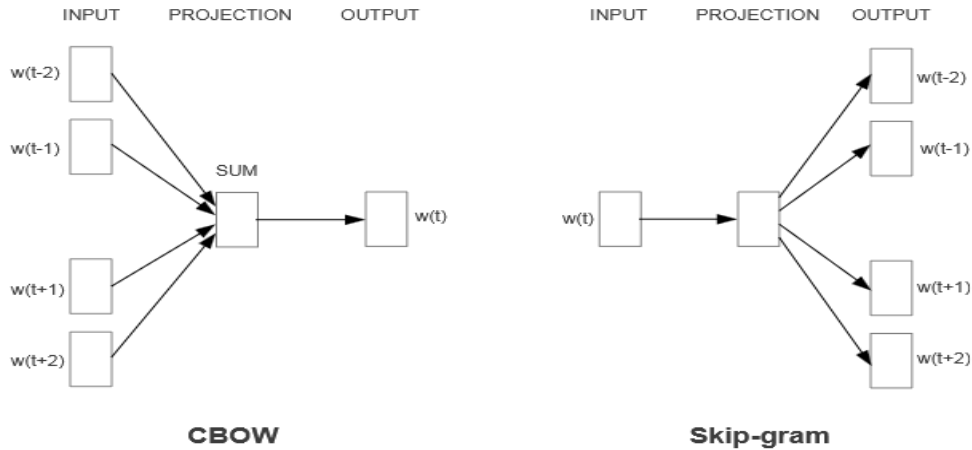 INPUT PROJECTION OUTPUT
w(t-2)
w(t-1)
SUM
w(t)
w(t+1)
w(t+2)
CBOW
INPUT PROJECTION OUTPUT
w(t-2)
w(t-1)
w(t)
w(t+1)
w(t+2)
Skip-gram